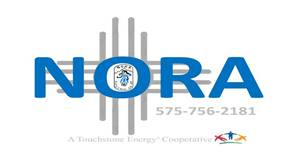 NORA
575-756-2181
A Touchstone Energy® Cooperative